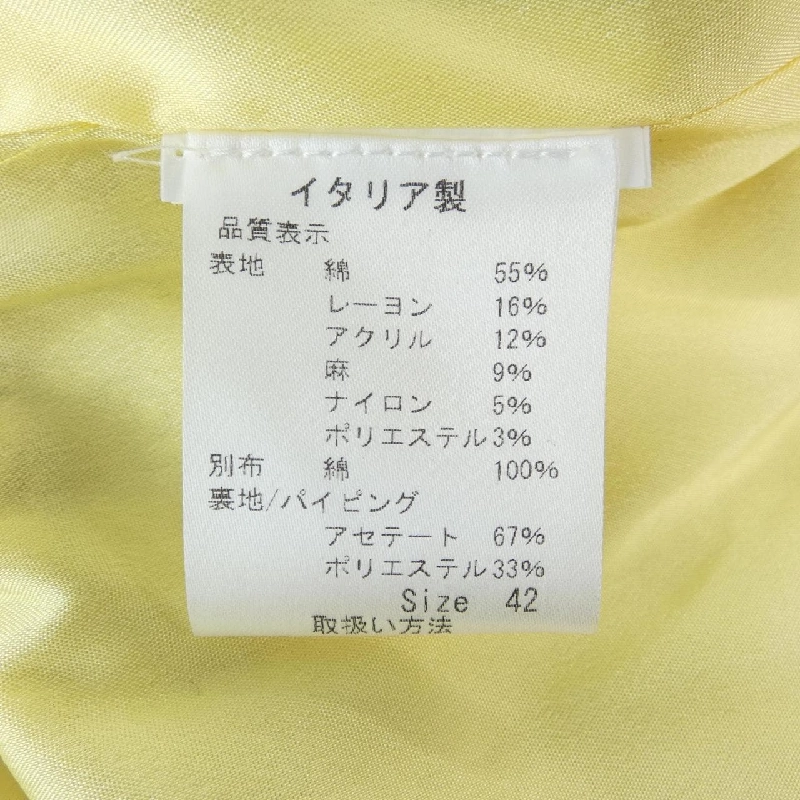 イタリア製
品質表示
表地 綿 55%
レーヨン 16%
アクリル 12%
麻 9%
ナイロン 5%
ポリエステル 3%
別布 綿 100%
裏地/パイピング
アセテート 67%
ポリエステル 33%
Size 42
取扱い方法